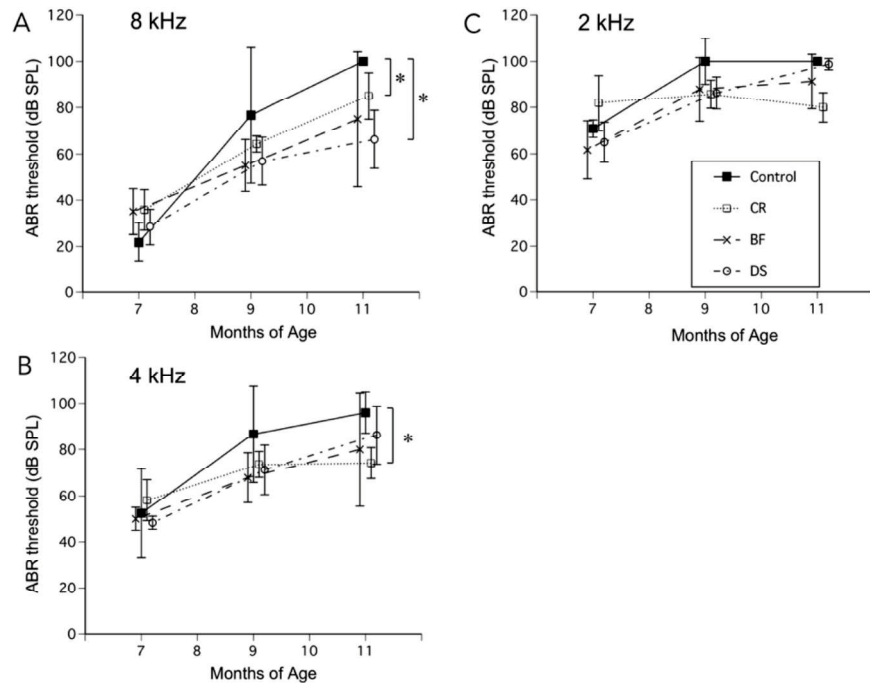 A
8 kHz
120
100
80
60
40
20
0
ABR threshold (dB SPL)
*
*
7 8 9 10 11 12
Months of Age
B
4 kHz
120
100
80
60
40
20
0
ABR threshold (dB SPL)
*
7 8 9 10 11 12
Months of Age
C
2 kHz
120
100
80
60
40
20
0
ABR threshold (dB SPL)
Control
CR
BF
DS
7 8 9 10 11
Months of Age